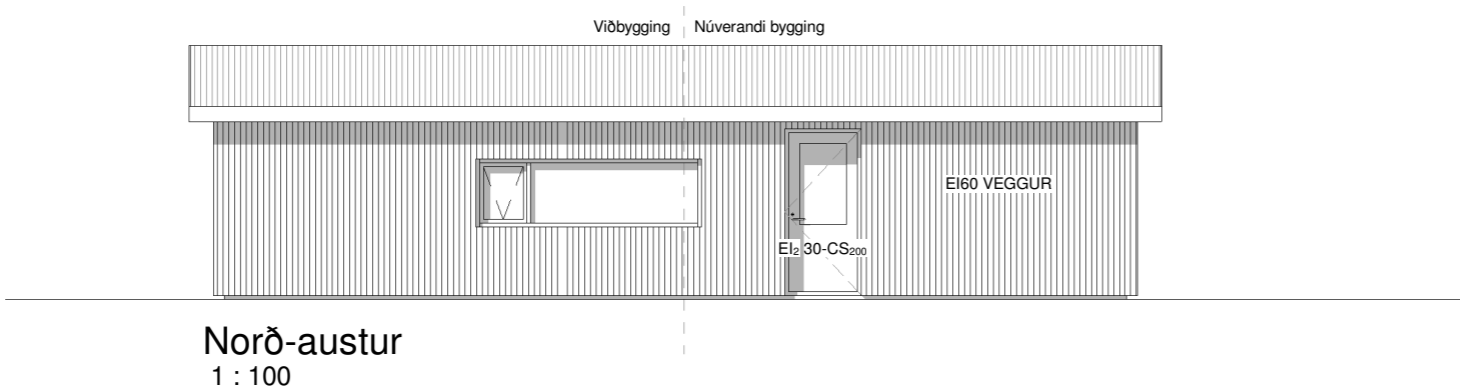 Viðbygging
Núverandi bygging
EI60 VEGGUR
EI₂ 30-CS₂₀₀
Norð-austur
1 : 100